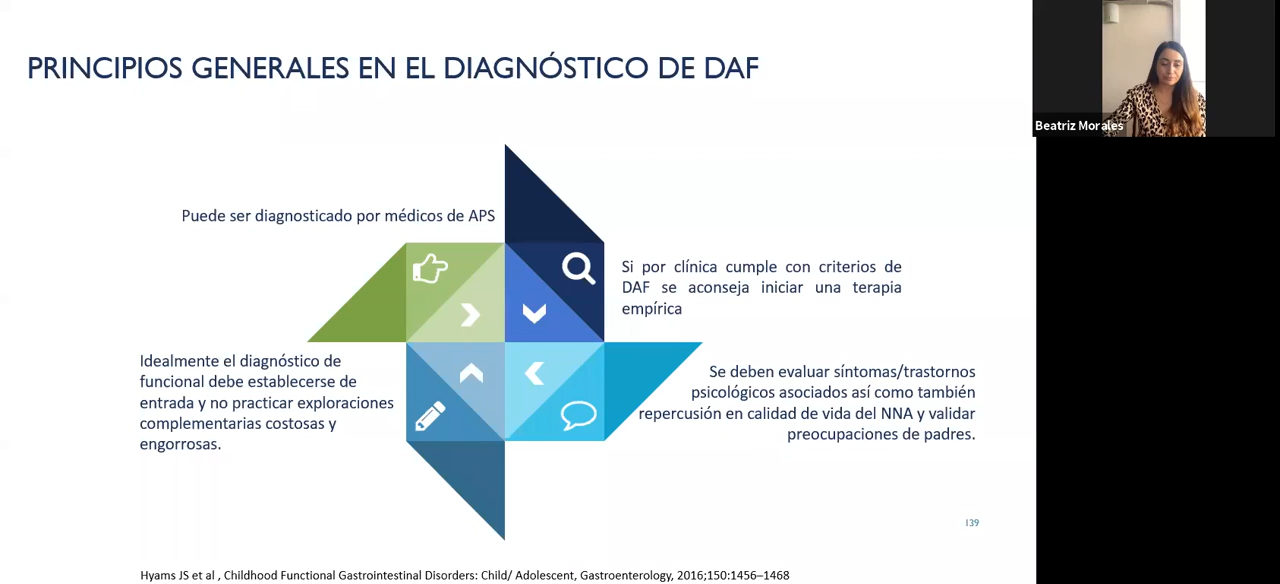 PRINCIPIOS GENERALES EN EL DIAGNÓSTICO DE DAF
Beatriz Morales
Puede ser diagnosticado por médicos de APS
Si por clínica cumple con criterios de
DAF se aconseja iniciar una terapia
empírica
Idealmente el diagnóstico de
funcional debe establecerse de
entrada y no practicar exploraciones
complementarias costosas y
engorrosas.
Se deben evaluar síntomas/trastornos
psicológicos asociados así como también
repercusión en calidad de vida del NNA y validar
preocupaciones de padres.
139
Hyams JS et al , Childhood Functional Gastrointestinal Disorders: Child/ Adolescent, Gastroenterology, 2016;150:1456–1468